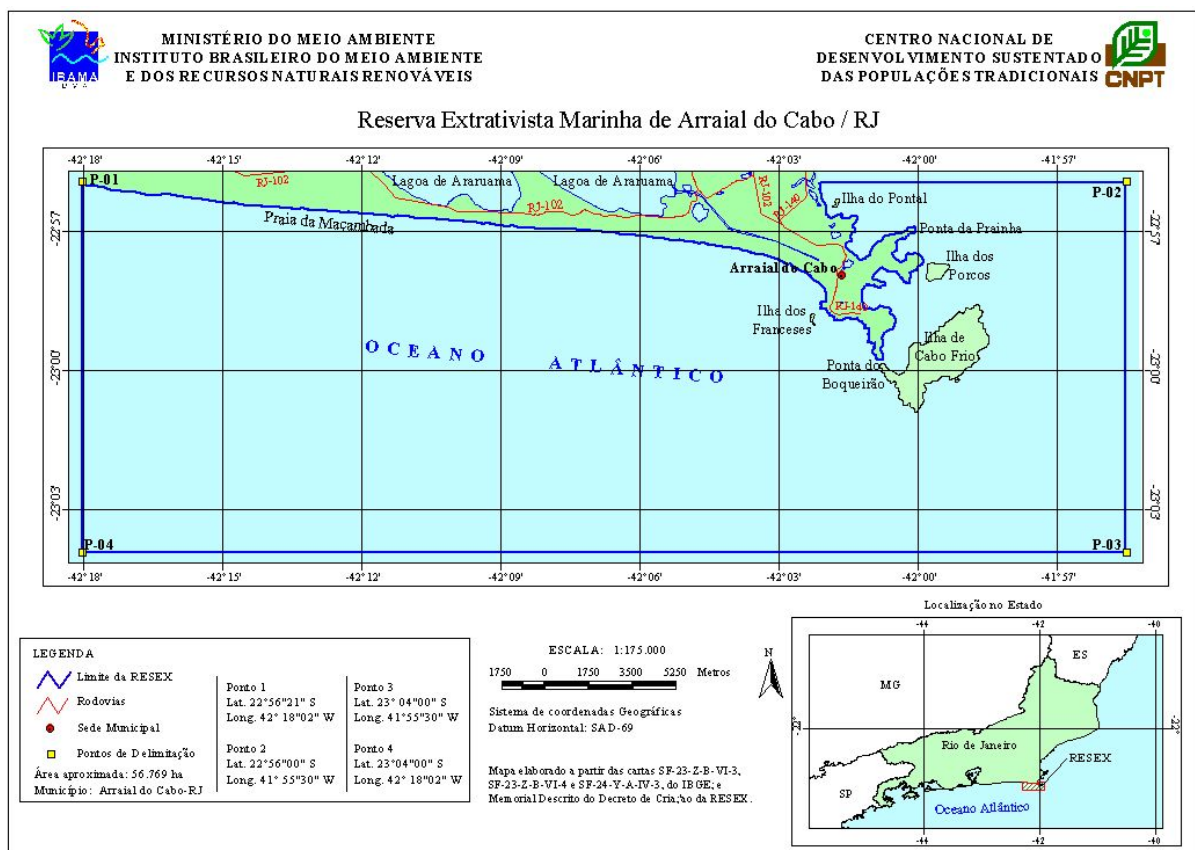 IBAMA
M M A
MINISTÉRIO DO MEIO AMBIENTE
INSTITUTO BRASILEIRO DO MEIO AMBIENTE
E DOS RECURSOS NATURAIS RENOVÁVEIS
CENTRO NACIONAL DE
DESENVOLVIMENTO SUSTENTADO
DAS POPULAÇÕES TRADICIONAIS
CNPT
Reserva Extrativista Marinha de Arraial do Cabo / RJ
-42°18' -42°15' -42°12' -42°09' -42°06' -42°03' -42°00' -41°57'
P-01
RJ-102
Lagoa de Araruama
Lagoa de Araruama
RJ-102
RJ-102
RJ-140
P-02
Ilha do Pontal
Praia da Maçambada
-22°57'
-22°57'
Ponta da Prainha
Arraial do Cabo
Ilha dos
Porcos
RJ-140
Ilha dos
Franceses
Ilha de
Cabo Frio
OCEANO ATLÂNTICO
Ponta do
Boqueirão
-23°00'
-23°00'
-23°03'
-23°03'
P-04
P-03
-42°18' -42°15' -42°12' -42°09' -42°06' -42°03' -42°00' -41°57'
LEGENDA
Limite da RESEX
Rodovias
Sede Municipal
Pontos de Delimitação
Área aproximada: 56.769 ha
Município: Arraial do Cabo-RJ
Ponto 1
Lat. 22°56'21" S
Long. 42° 18'02" W
Ponto 2
Lat. 22°56'00" S
Long. 41° 55'30" W
Ponto 3
Lat. 23° 04'00" S
Long. 41°55'30" W
Ponto 4
Lat. 23°04'00" S
Long. 42° 18'02" W
ESCALA: 1:175.000
1750 0 1750 3500 5250 Metros
N
Sistema de coordenadas Geográficas
Datum Horizontal: SAD-69
Mapa elaborado a partir das cartas SF-23-Z-B-VI-3,
SF-23-Z-B-VI-4 e SF-24-Y-A-IV-3, do IBGE; e
Memorial Descrito do Decreto de Cria;'ao da RESEX.
Localização no Estado
-44 -42 -40
ES
MG
-22°
-22°
Rio de Janeiro
RESEX
SP
Oceano Atlântico
-44 -42 -40